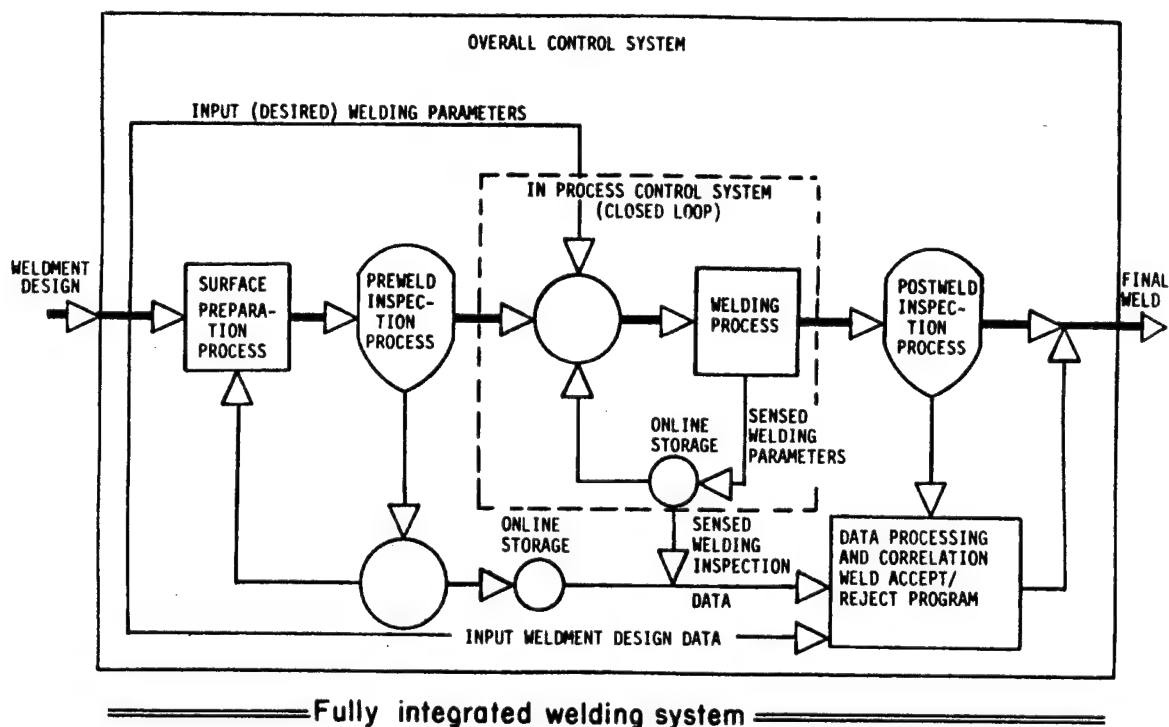 OVERALL CONTROL SYSTEM
INPUT (DESIRED) WELDING PARAMETERS
IN PROCESS CONTROL SYSTEM
(CLOSED LOOP)
WELDMENT
DESIGN
SURFACE
PREPARA-
TION
PROCESS
PREWELD
INSPEC-
TION
PROCESS
WELDING
PROCESS
POSTWELD
INSPEC-
TION
PROCESS
FINAL
WELD
ONLINE
STORAGE
SENSED
WELDING
PARAMETERS
ONLINE
STORAGE
SENSED
WELDING
INSPECTION
DATA
DATA PROCESSING
AND CORRELATION
WELD ACCEPT/
REJECT PROGRAM
INPUT WELDMENT DESIGN DATA
Fully integrated welding system